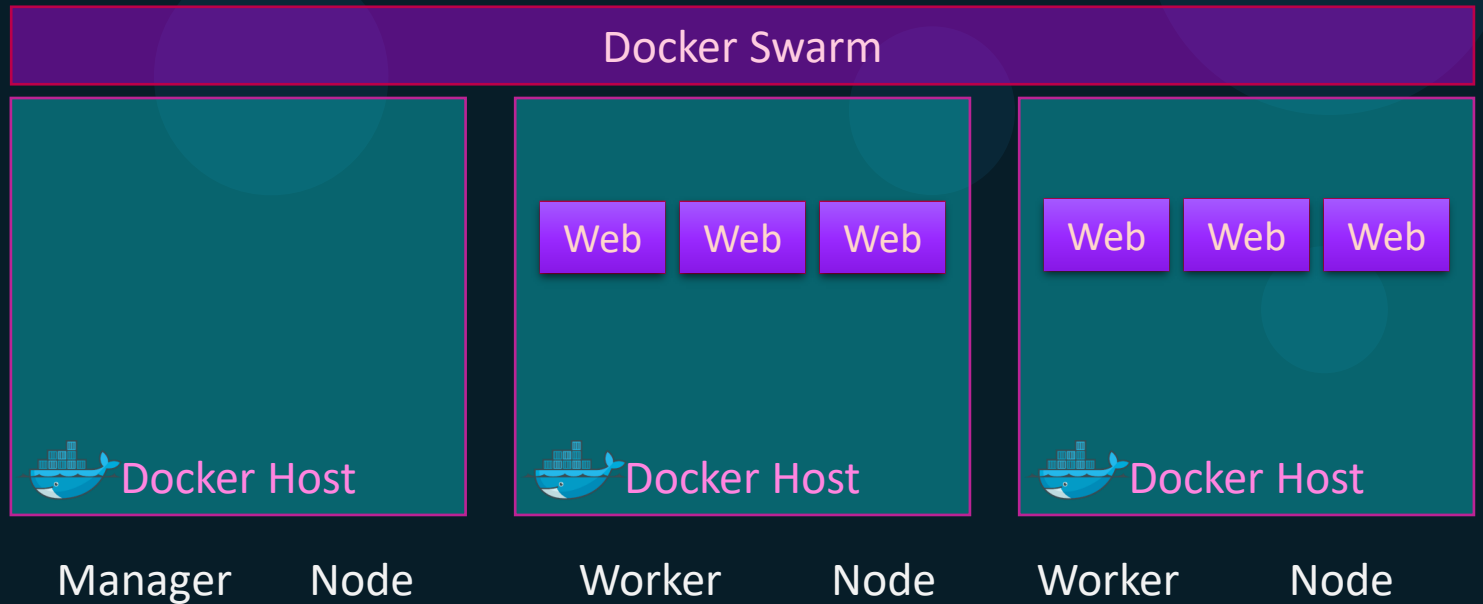 Docker Swarm
Web Web Web
Web Web Web
Docker Host
Docker Host
Docker Host
Manager Node
Worker Node
Worker Node